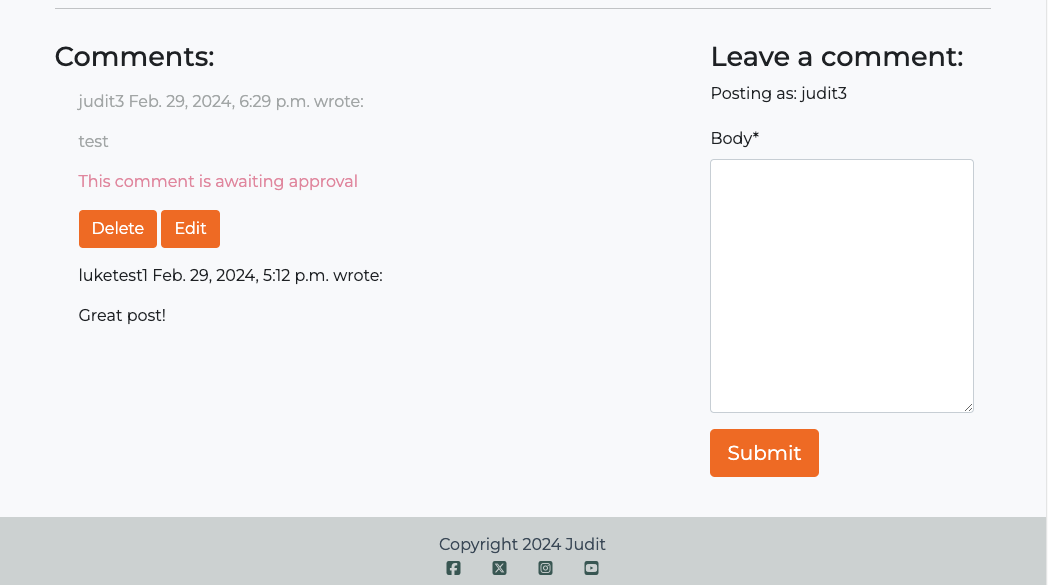 Comments:
judit3 Feb. 29, 2024, 6:29 p.m. wrote:
test
This comment is awaiting approval
Delete Edit
luketest1 Feb. 29, 2024, 5:12 p.m. wrote:
Great post!
Leave a comment:
Posting as: judit3
Body*
Submit
Copyright 2024 Judit